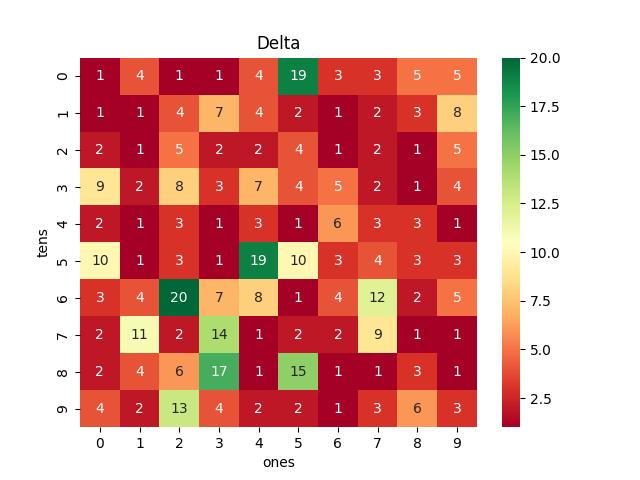 Delta
0 1 4 1 1 4 19 3 3 5 5
1 1 1 4 7 4 2 1 2 3 8
2 2 1 5 2 2 4 1 2 1 5
3 9 2 8 3 7 4 5 2 1 4
4 2 1 3 1 3 1 6 3 3 1
5 10 1 3 1 19 10 3 4 3 3
6 3 4 20 7 8 1 4 12 2 5
7 2 11 2 14 1 2 2 9 1 1
8 2 4 6 17 1 15 1 1 3 1
9 4 2 13 4 2 2 1 3 6 3
0 1 2 3 4 5 6 7 8 9
ones
tens
20.0
17.5
15.0
12.5
10.0
7.5
5.0
2.5